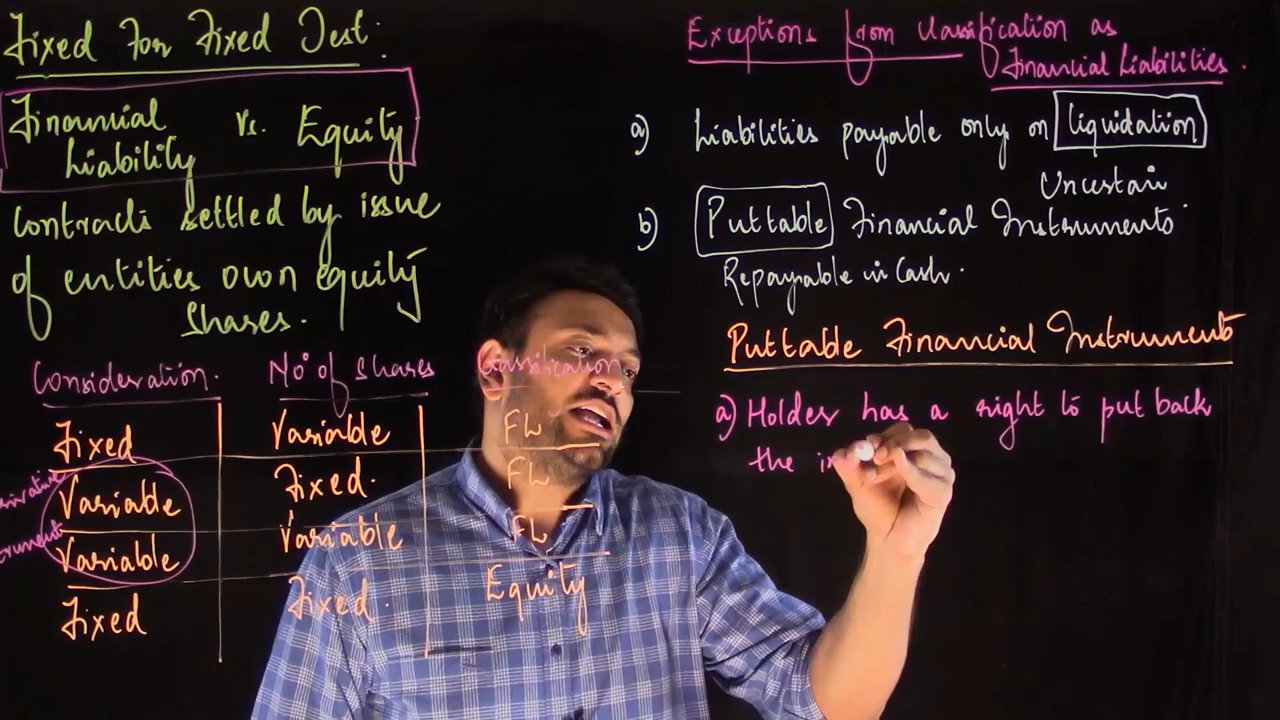 Fixed For Fixed Test:
Financial Liability vs. Equity
Contracts settled by issue
of entities own equity
shares.
Consideration. No of Shares Classification
Fixed Variable FL
Variable Fixed. FL
Variable Variable FL
Fixed Fixed. Equity
Exceptions from Classification as
Financial Liabilities.
a) Liabilities payable only on liquidation
Uncertain
b) Puttable Financial Instruments
Repayable in Cash.
Puttable Financial Instruments
a) Holder has a right to put back
the